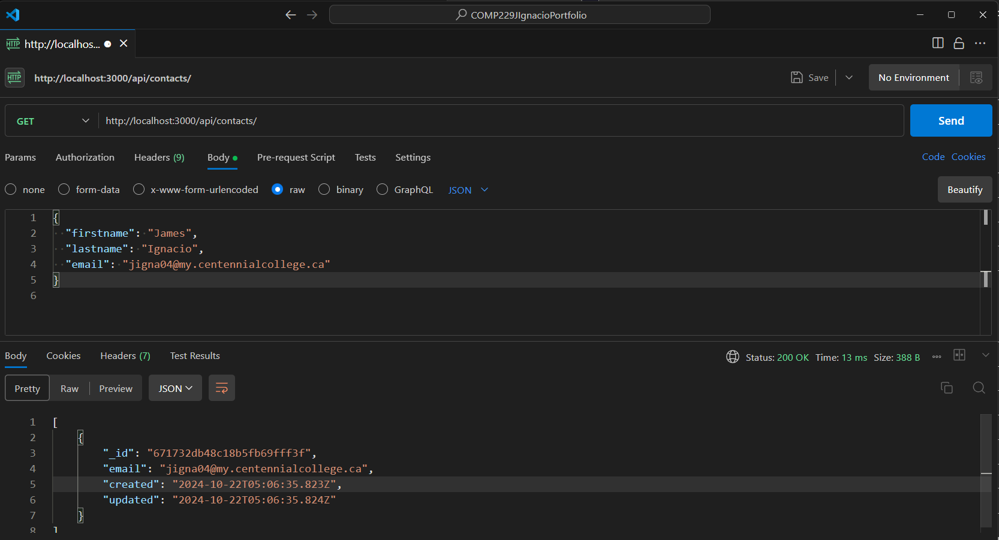 COMP229JIgnacioPortfolio
HTTP http://localhos...
HTTP http://localhost:3000/api/contacts/
Save
No Environment
GET http://localhost:3000/api/contacts/
Send
Params Authorization Headers (9) Body Pre-request Script Tests Settings
Code Cookies
none form-data x-www-form-urlencoded raw binary GraphQL JSON
Beautify
1 {
2 "firstname": "James",
3 "lastname": "Ignacio",
4 "email": "jigna04@my.centennialcollege.ca"
5 }
6
Body Cookies Headers (7) Test Results
Status: 200 OK Time: 13 ms Size: 388 B
Pretty Raw Preview JSON
1 [
2 {
3 "_id": "671732db48c18b5fb69fff3f",
4 "email": "jigna04@my.centennialcollege.ca",
5 "created": "2024-10-22T05:06:35.823Z",
6 "updated": "2024-10-22T05:06:35.824Z"
7 }
8 ]